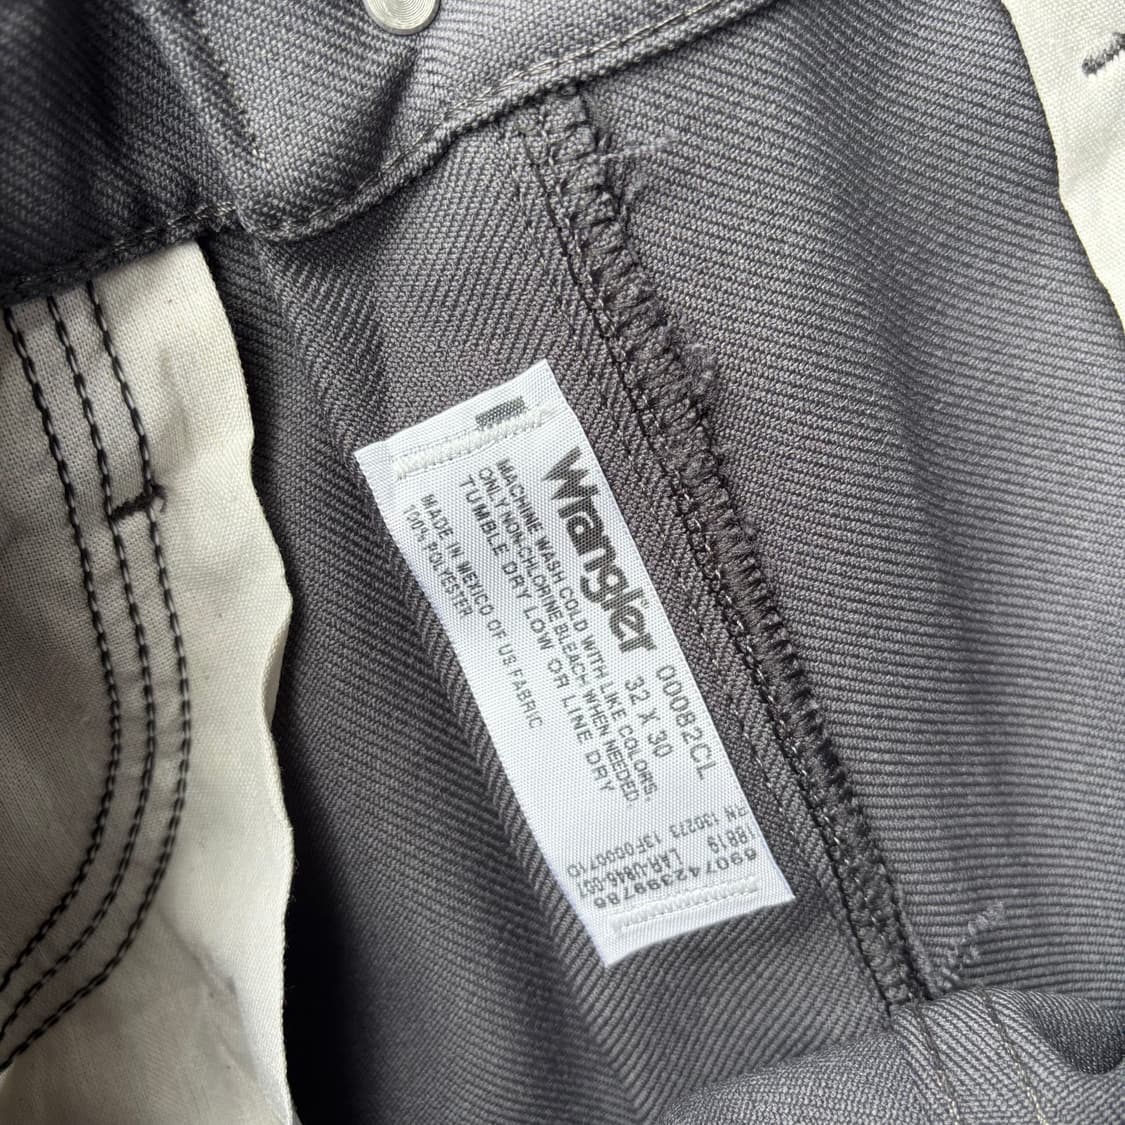 Wrangler 00082CL
32 X 30
MACHINE WASH COLD WITH LIKE COLORS.
ONLY NON-CHLORINE BLEACH WHEN NEEDED.
TUMBLE DRY LOW OR LINE DRY
MADE IN MEXICO OF US FABRIC
100% POLYESTER
RN 130273
18819